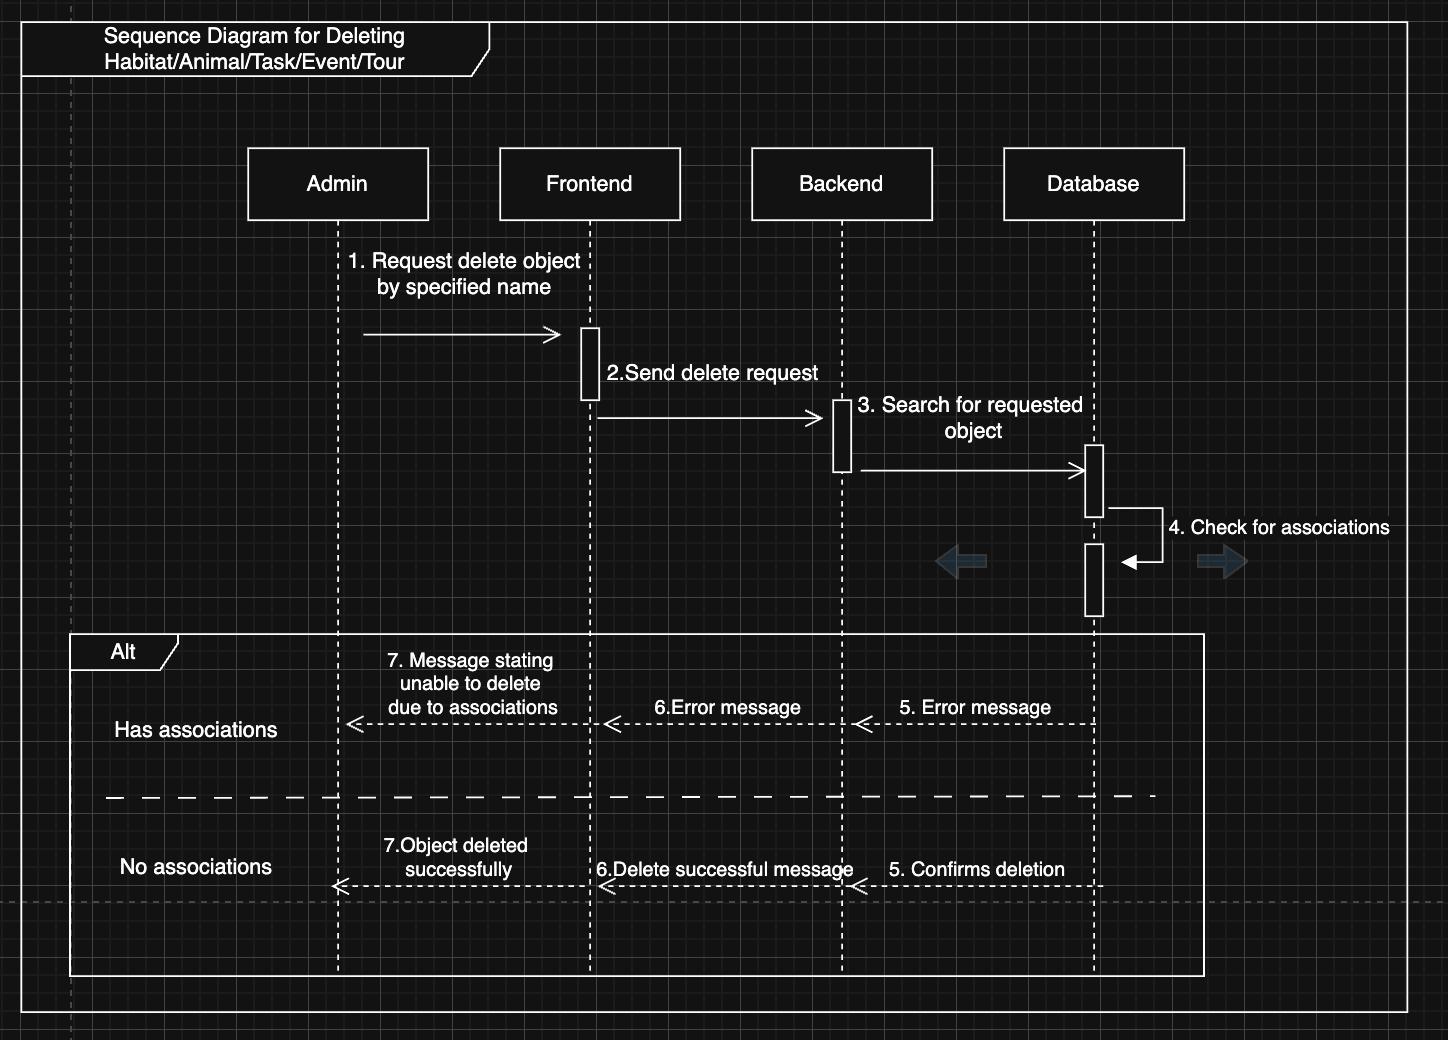 Sequence Diagram for Deleting
Habitat/Animal/Task/Event/Tour
Admin
Frontend
Backend
Database
1. Request delete object
by specified name
2.Send delete request
3. Search for requested
object
4. Check for associations
Alt
7. Message stating
unable to delete
due to associations
6.Error message
5. Error message
Has associations
7.Object deleted
successfully
6.Delete successful message
5. Confirms deletion
No associations